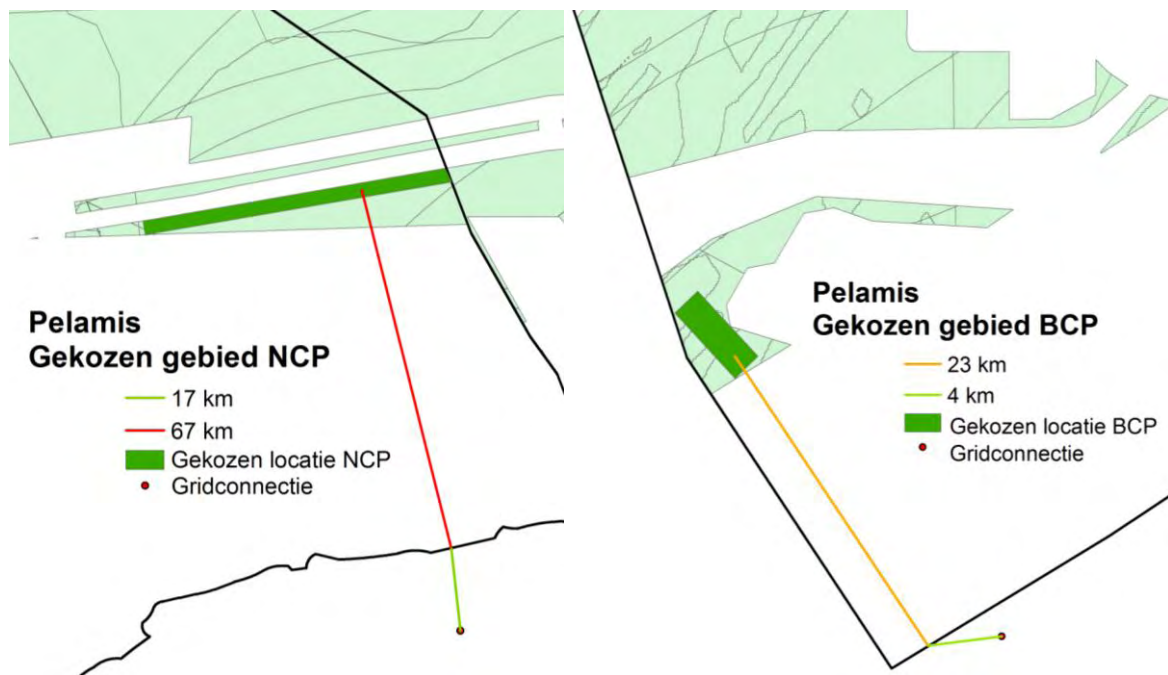 Pelamis
Gekozen gebied NCP
17 km
67 km
Gekozen locatie NCP
Gridconnectie
Pelamis
Gekozen gebied BCP
23 km
4 km
Gekozen locatie BCP
Gridconnectie